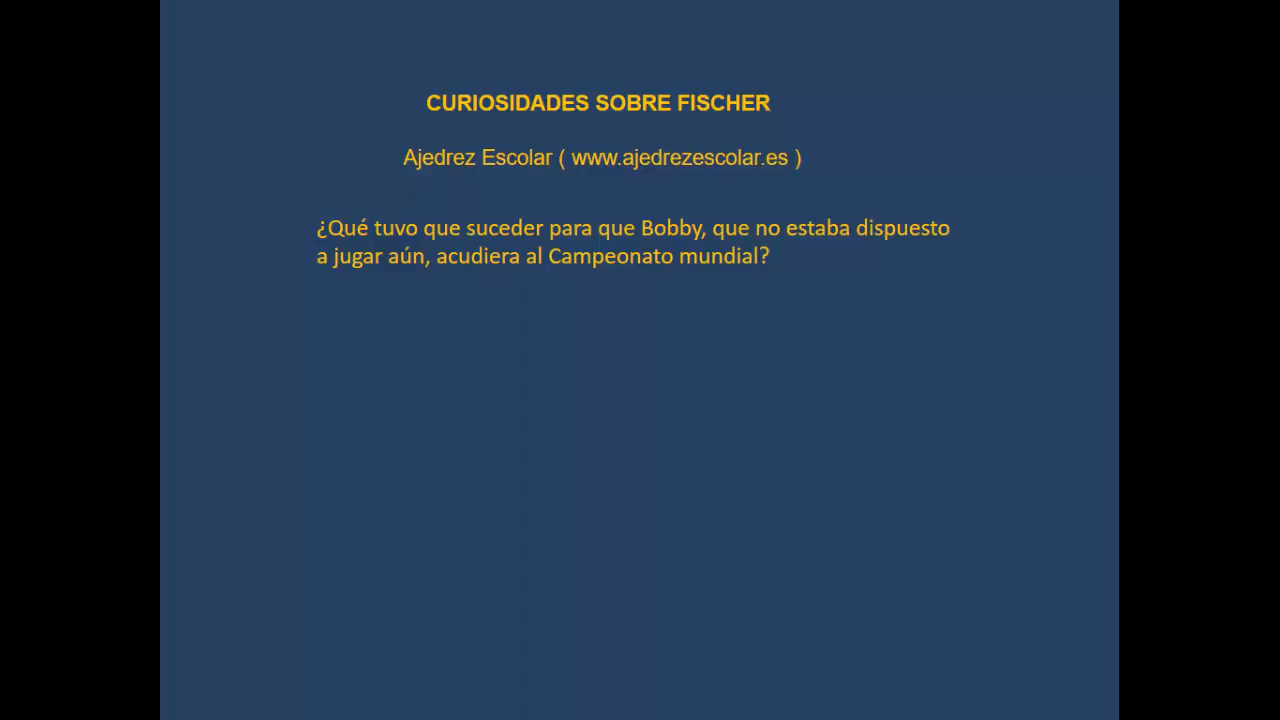 CURIOSIDADES SOBRE FISCHER
Ajedrez Escolar ( www.ajedrezescolar.es )
¿Qué tuvo que suceder para que Bobby, que no estaba dispuesto
a jugar aún, acudiera al Campeonato mundial?